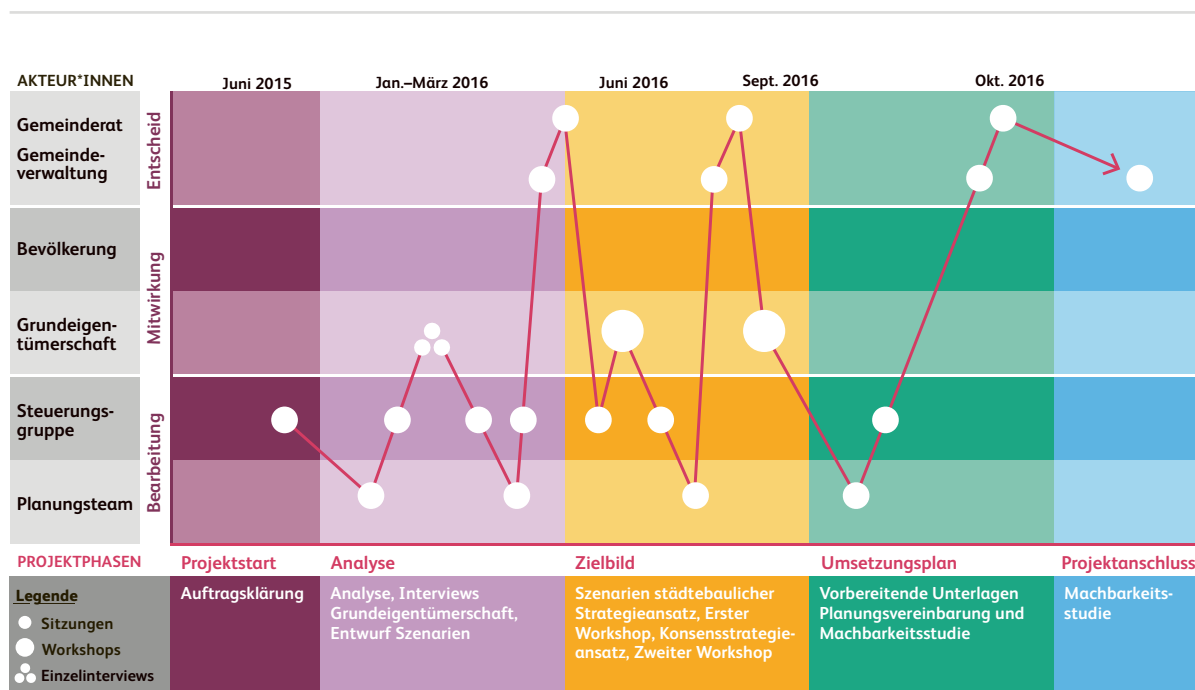 AKTEUR*INNEN
Juni 2015
Jan.–März 2016
Juni 2016
Sept. 2016
Okt. 2016
Gemeinderat
Gemeinde-
verwaltung
Entscheid
Bevölkerung
Grundeigen-
tümerschaft
Mitwirkung
Steuerungs-
gruppe
Planungsteam
Bearbeitung
PROJEKTPHASEN
Projektstart
Analyse
Zielbild
Umsetzungsplan
Projektanschluss
Legende
Sitzungen
Workshops
Einzelinterviews
Auftragsklärung
Analyse, Interviews
Grundeigentümerschaft,
Entwurf Szenarien
Szenarien städtebaulicher
Strategieansatz, Erster
Workshop, Konsensstrategie-
ansatz, Zweiter Workshop
Vorbereitende Unterlagen
Planungsvereinbarung und
Machbarkeitsstudie
Machbarkeits-
studie